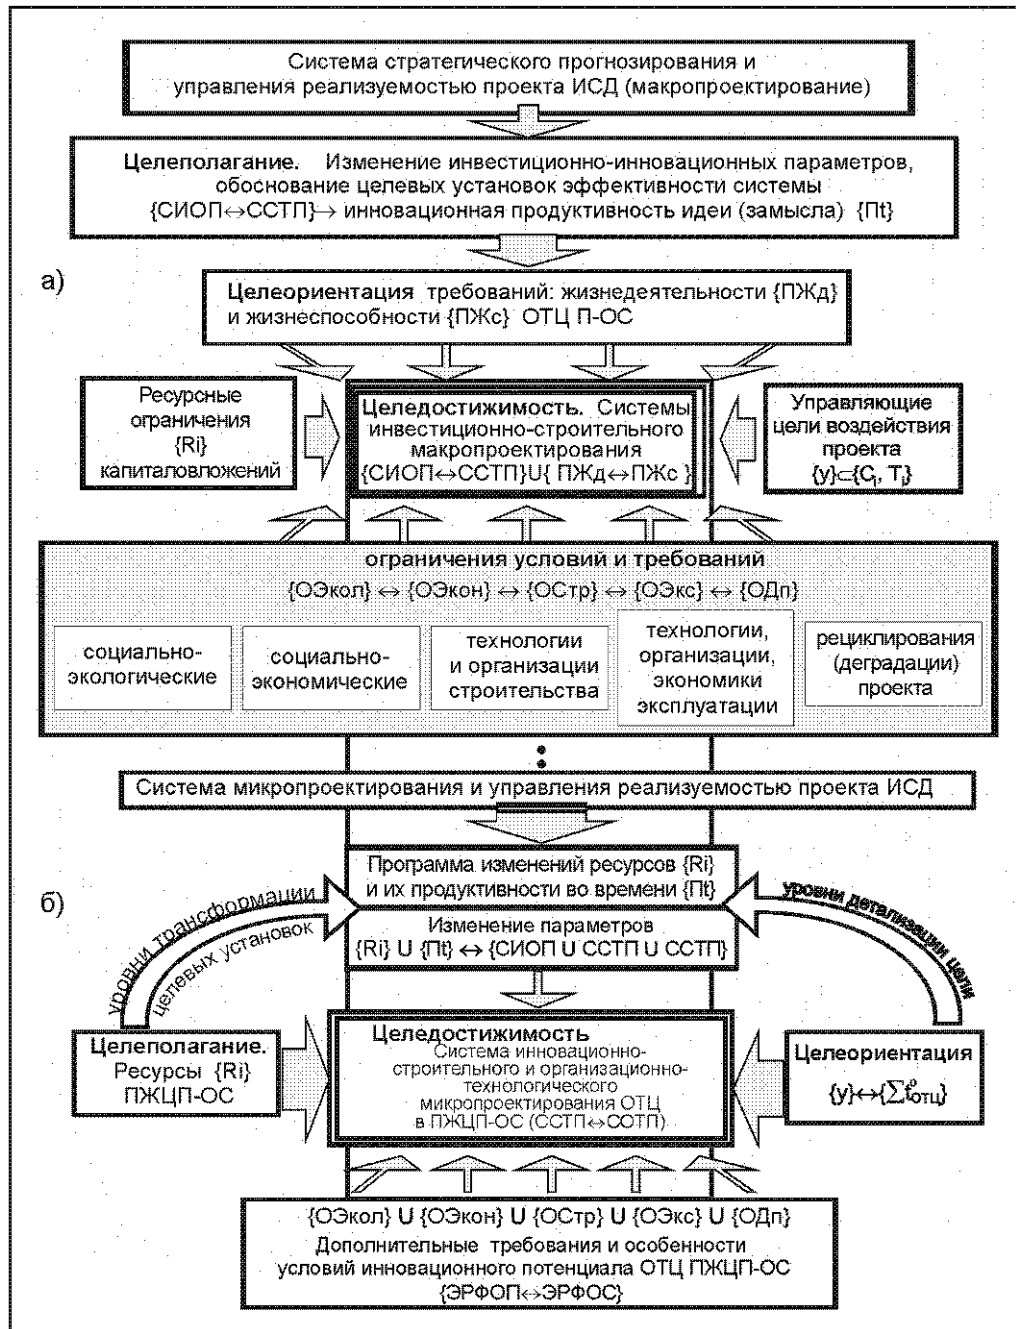 Система стратегического прогнозирования и
управления реализуемостью проекта ИСД (макропроектирование)
Целеполагание. Изменение инвестиционно-инновационных параметров,
обоснование целевых установок эффективности системы
{СИОП↔ССТП}→ инновационная продуктивность идеи (замысла) {Пt}
а)
Целеориентация требований: жизнедеятельности {ПЖд}
и жизнеспособности {ПЖс} ОТЦ П-ОС
Ресурсные
ограничения
{Ri}
капиталовложений
Целедостижимость. Системы
инвестиционно-строительного
макропроектирования
{СИОП↔ССТП}U{ ПЖд↔ПЖс }
Управляющие
цели воздействия
проекта
{y}⊂{Ci, Ti}
ограничения условий и требований
{ОЭкол} ↔ {ОЭкон} ↔ {ОСтр} ↔ {ОЭкс} ↔ {ОДп}
социально-
экологические
социально-
экономические
технологии
и организации
строительства
технологии,
организации,
экономики
эксплуатации
рециклирования
(деградации)
проекта
Система микропроектирования и управления реализуемостью проекта ИСД
б)
Программа изменений ресурсов {Ri}
и их продуктивности во времени {Пt}
Изменение параметров
{Ri} U {Пt} ↔ {СИОП U ССТП U ССТП}
уровни трансформации
целевых установок
уровни детализации цели
Целеполагание.
Ресурсы {Ri}
ПЖЦП-ОС
Целедостижимость
Система инновационно-
строительного и организационно-
технологического
микропроектирования ОТЦ
в ПЖЦП-ОС (ССТП↔СОТП)
Целеориентация
{y}↔{∑tᵒОТЦ}
{ОЭкол} U {ОЭкон} U {ОСтр} U {ОЭкс} U {ОДп}
Дополнительные требования и особенности
условий инновационного потенциала ОТЦ ПЖЦП-ОС
{ЭРФОП↔ЭРФОС}